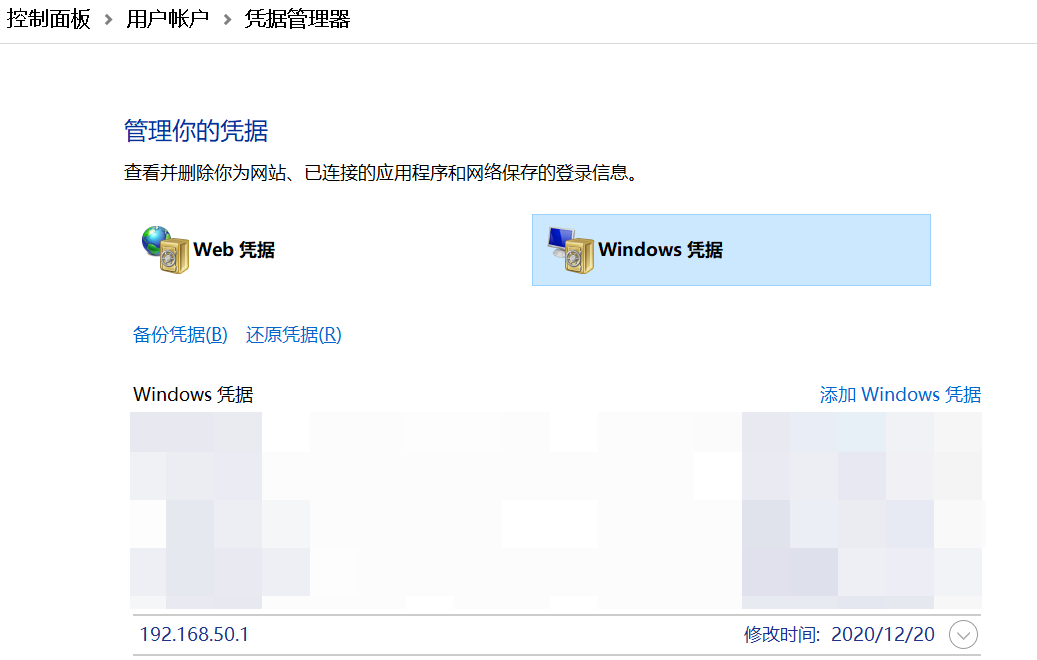 控制面板 > 用户帐户 > 凭据管理器
管理你的凭据
查看并删除你为网站、已连接的应用程序和网络保存的登录信息。
Web 凭据 Windows 凭据
备份凭据(B) 还原凭据(R)
Windows 凭据 添加 Windows 凭据
192.168.50.1 修改时间: 2020/12/20